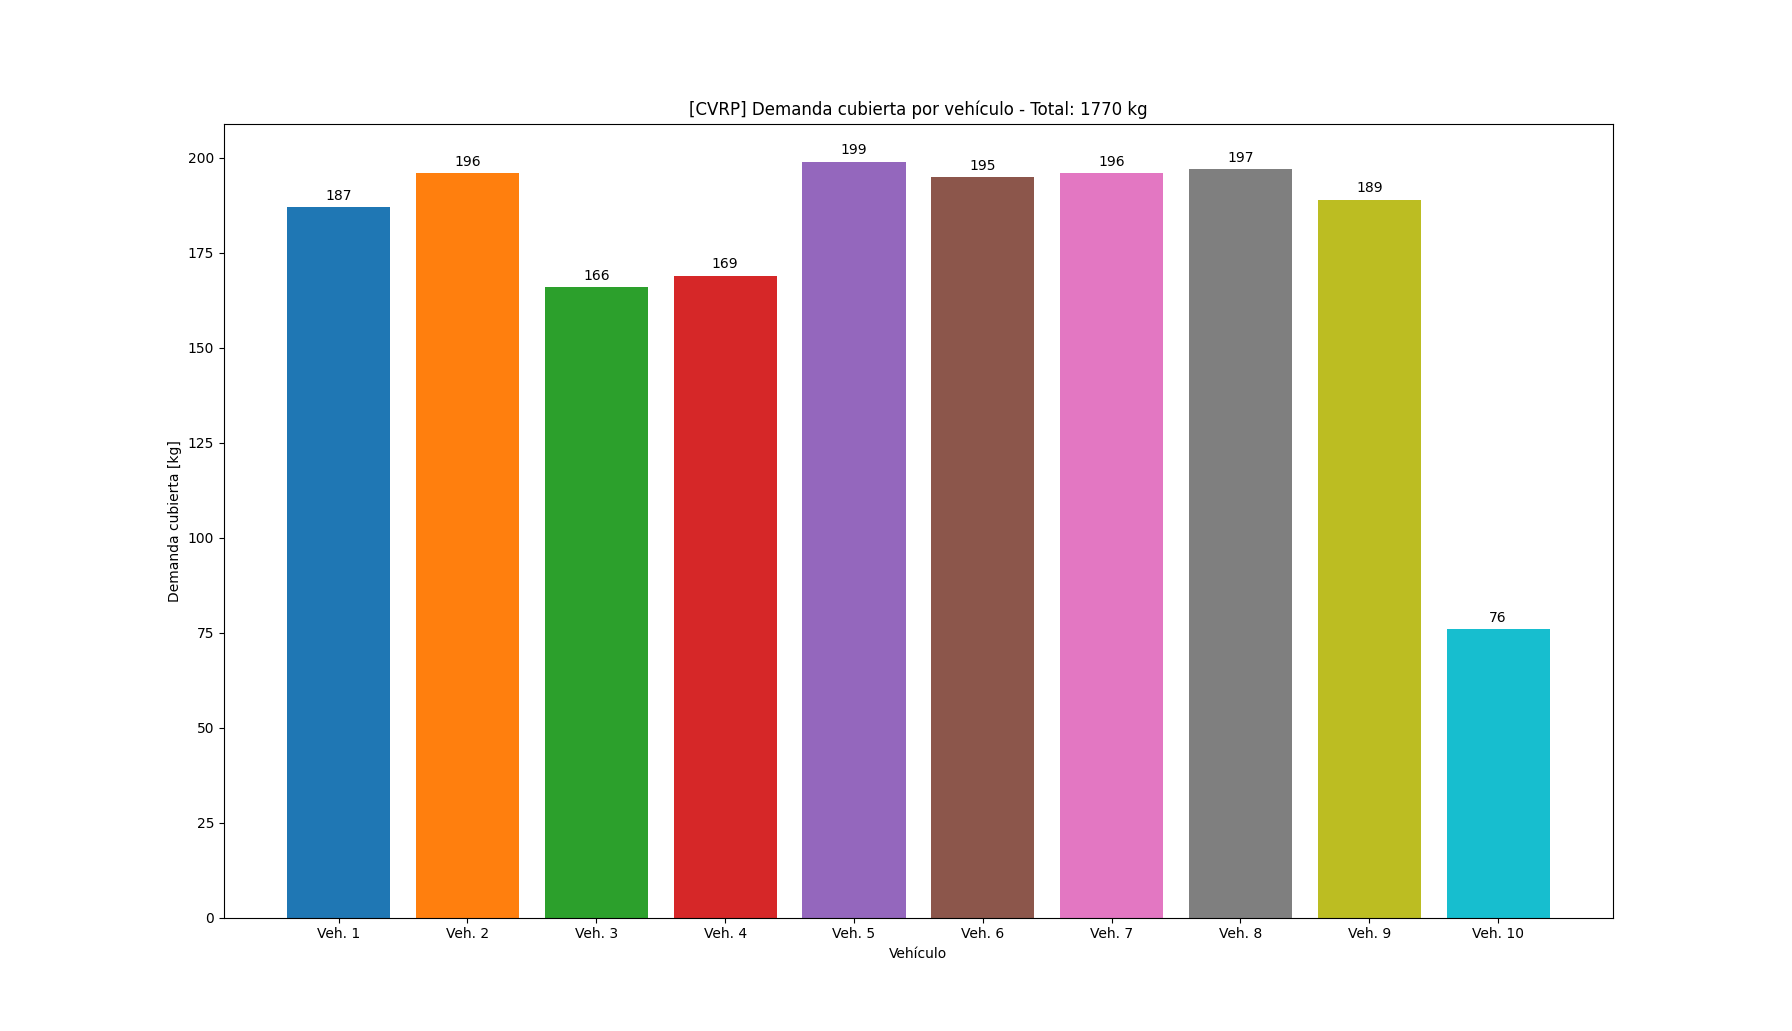 [CVRP] Demanda cubierta por vehículo - Total: 1770 kg
Demanda cubierta [kg]
200
175
150
125
100
75
50
25
0
187
196
166
169
199
195
196
197
189
76
Veh. 1
Veh. 2
Veh. 3
Veh. 4
Veh. 5
Veh. 6
Veh. 7
Veh. 8
Veh. 9
Veh. 10
Vehículo